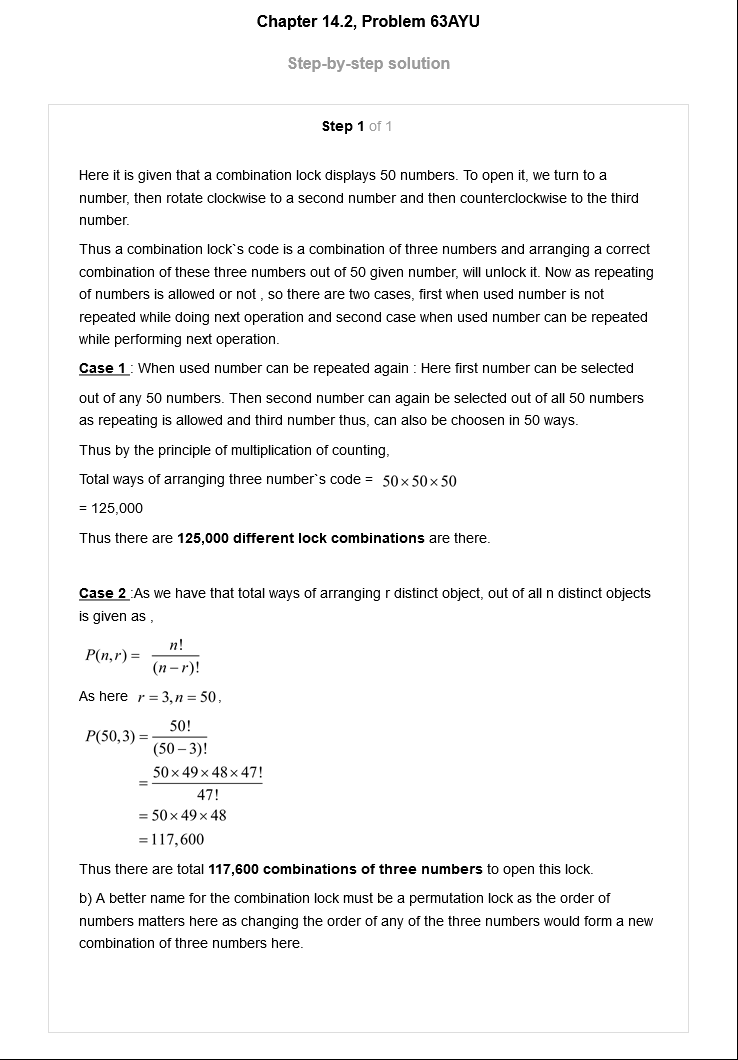 Chapter 14.2, Problem 63AYU
Step-by-step solution
Step 1 of 1
Here it is given that a combination lock displays 50 numbers. To open it, we turn to a
number, then rotate clockwise to a second number and then counterclockwise to the third
number.
Thus a combination lock`s code is a combination of three numbers and arranging a correct
combination of these three numbers out of 50 given number, will unlock it. Now as repeating
of numbers is allowed or not , so there are two cases, first when used number is not
repeated while doing next operation and second case when used number can be repeated
while performing next operation.
Case 1 : When used number can be repeated again : Here first number can be selected
out of any 50 numbers. Then second number can again be selected out of all 50 numbers
as repeating is allowed and third number thus, can also be choosen in 50 ways.
Thus by the principle of multiplication of counting,
Total ways of arranging three number`s code = 50×50×50
= 125,000
Thus there are 125,000 different lock combinations are there.
Case 2 :As we have that total ways of arranging r distinct object, out of all n distinct objects
is given as ,
P(n,r) = n! / (n−r)!
As here r = 3, n = 50,
P(50,3) = 50! / (50−3)!
= 50×49×48×47! / 47!
= 50×49×48
= 117,600
Thus there are total 117,600 combinations of three numbers to open this lock.
b) A better name for the combination lock must be a permutation lock as the order of
numbers matters here as changing the order of any of the three numbers would form a new
combination of three numbers here.